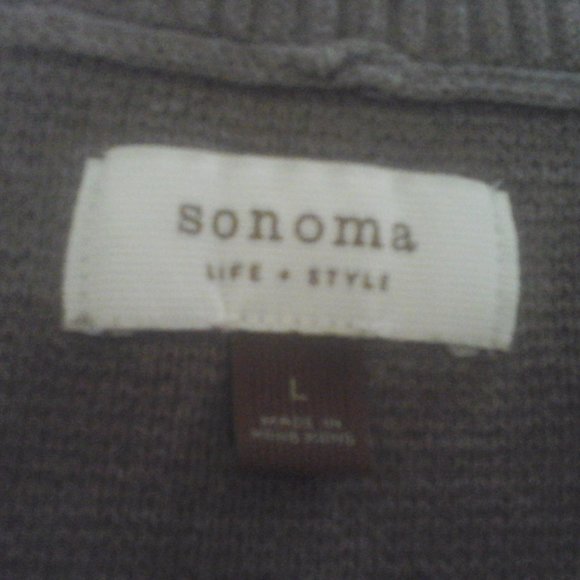 sonoma
LIFE + STYLE
L
MADE IN
HONG KONG